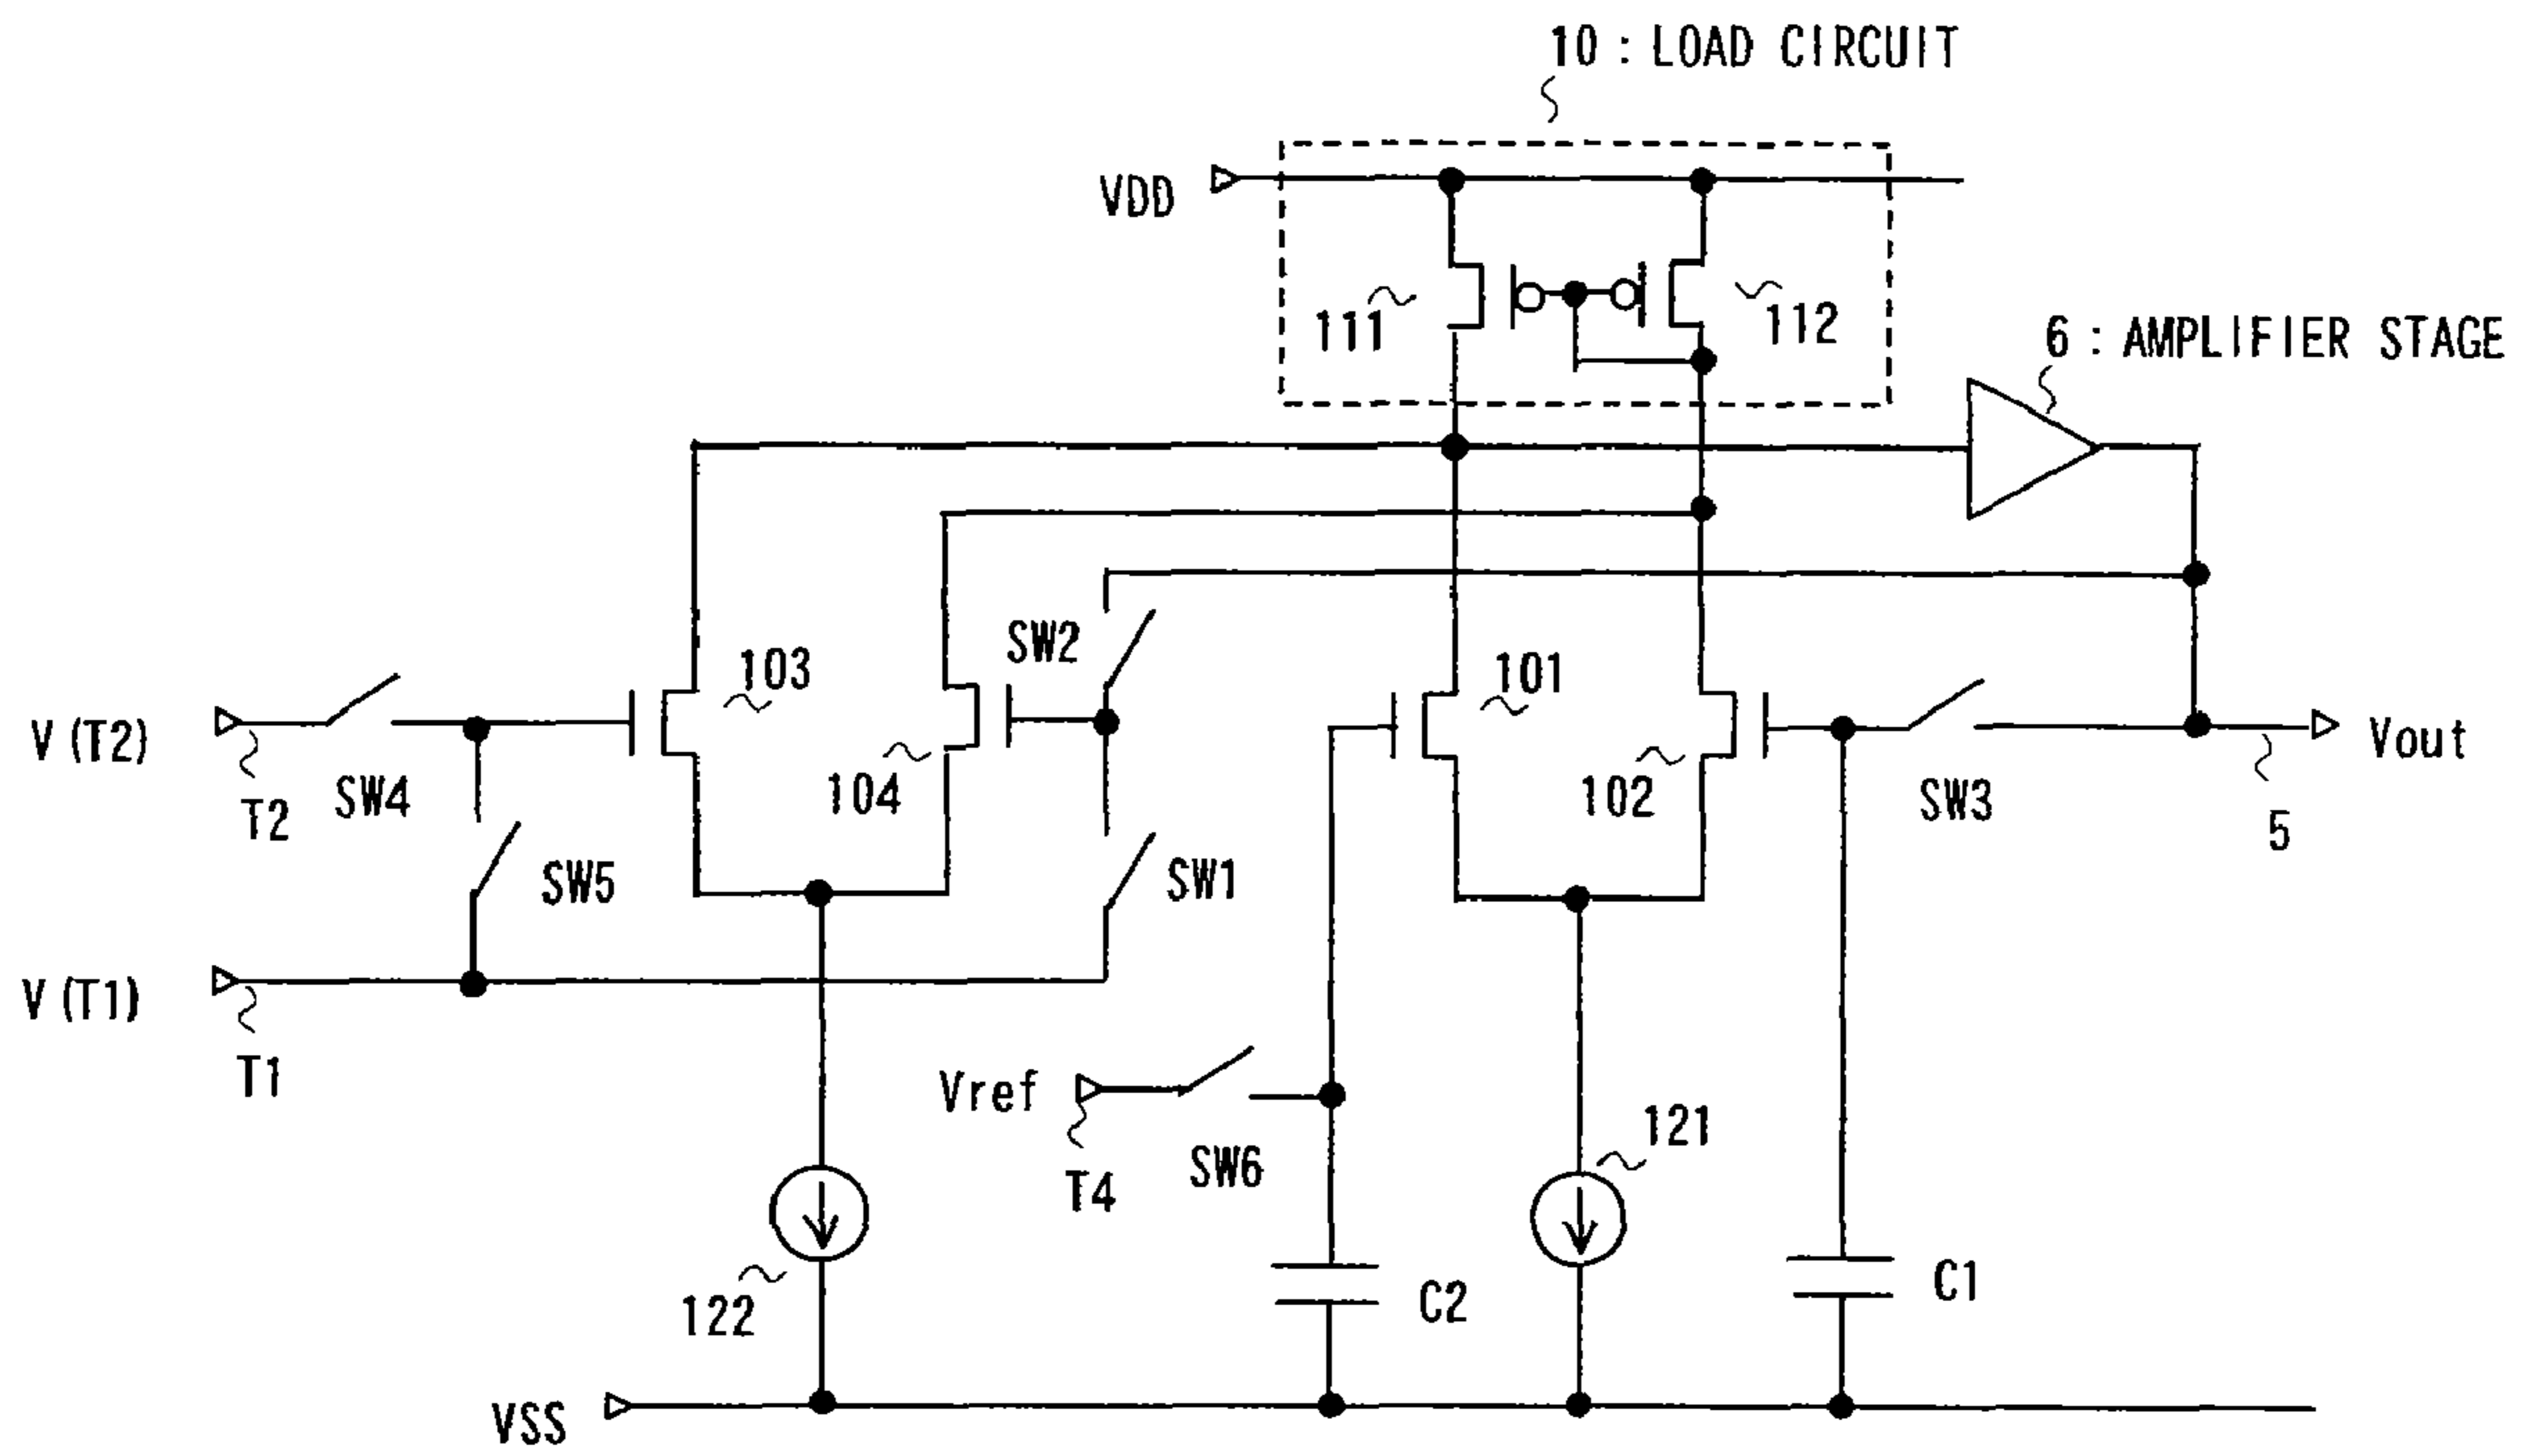 10 : LOAD CIRCUIT
VDD
111
112
6 : AMPLIFIER STAGE
SW2
103
101
V (T2)
T2
SW4
104
102
SW3
Vout
5
SW5
SW1
V (T1)
T1
Vref
T4
SW6
121
122
C2
C1
VSS